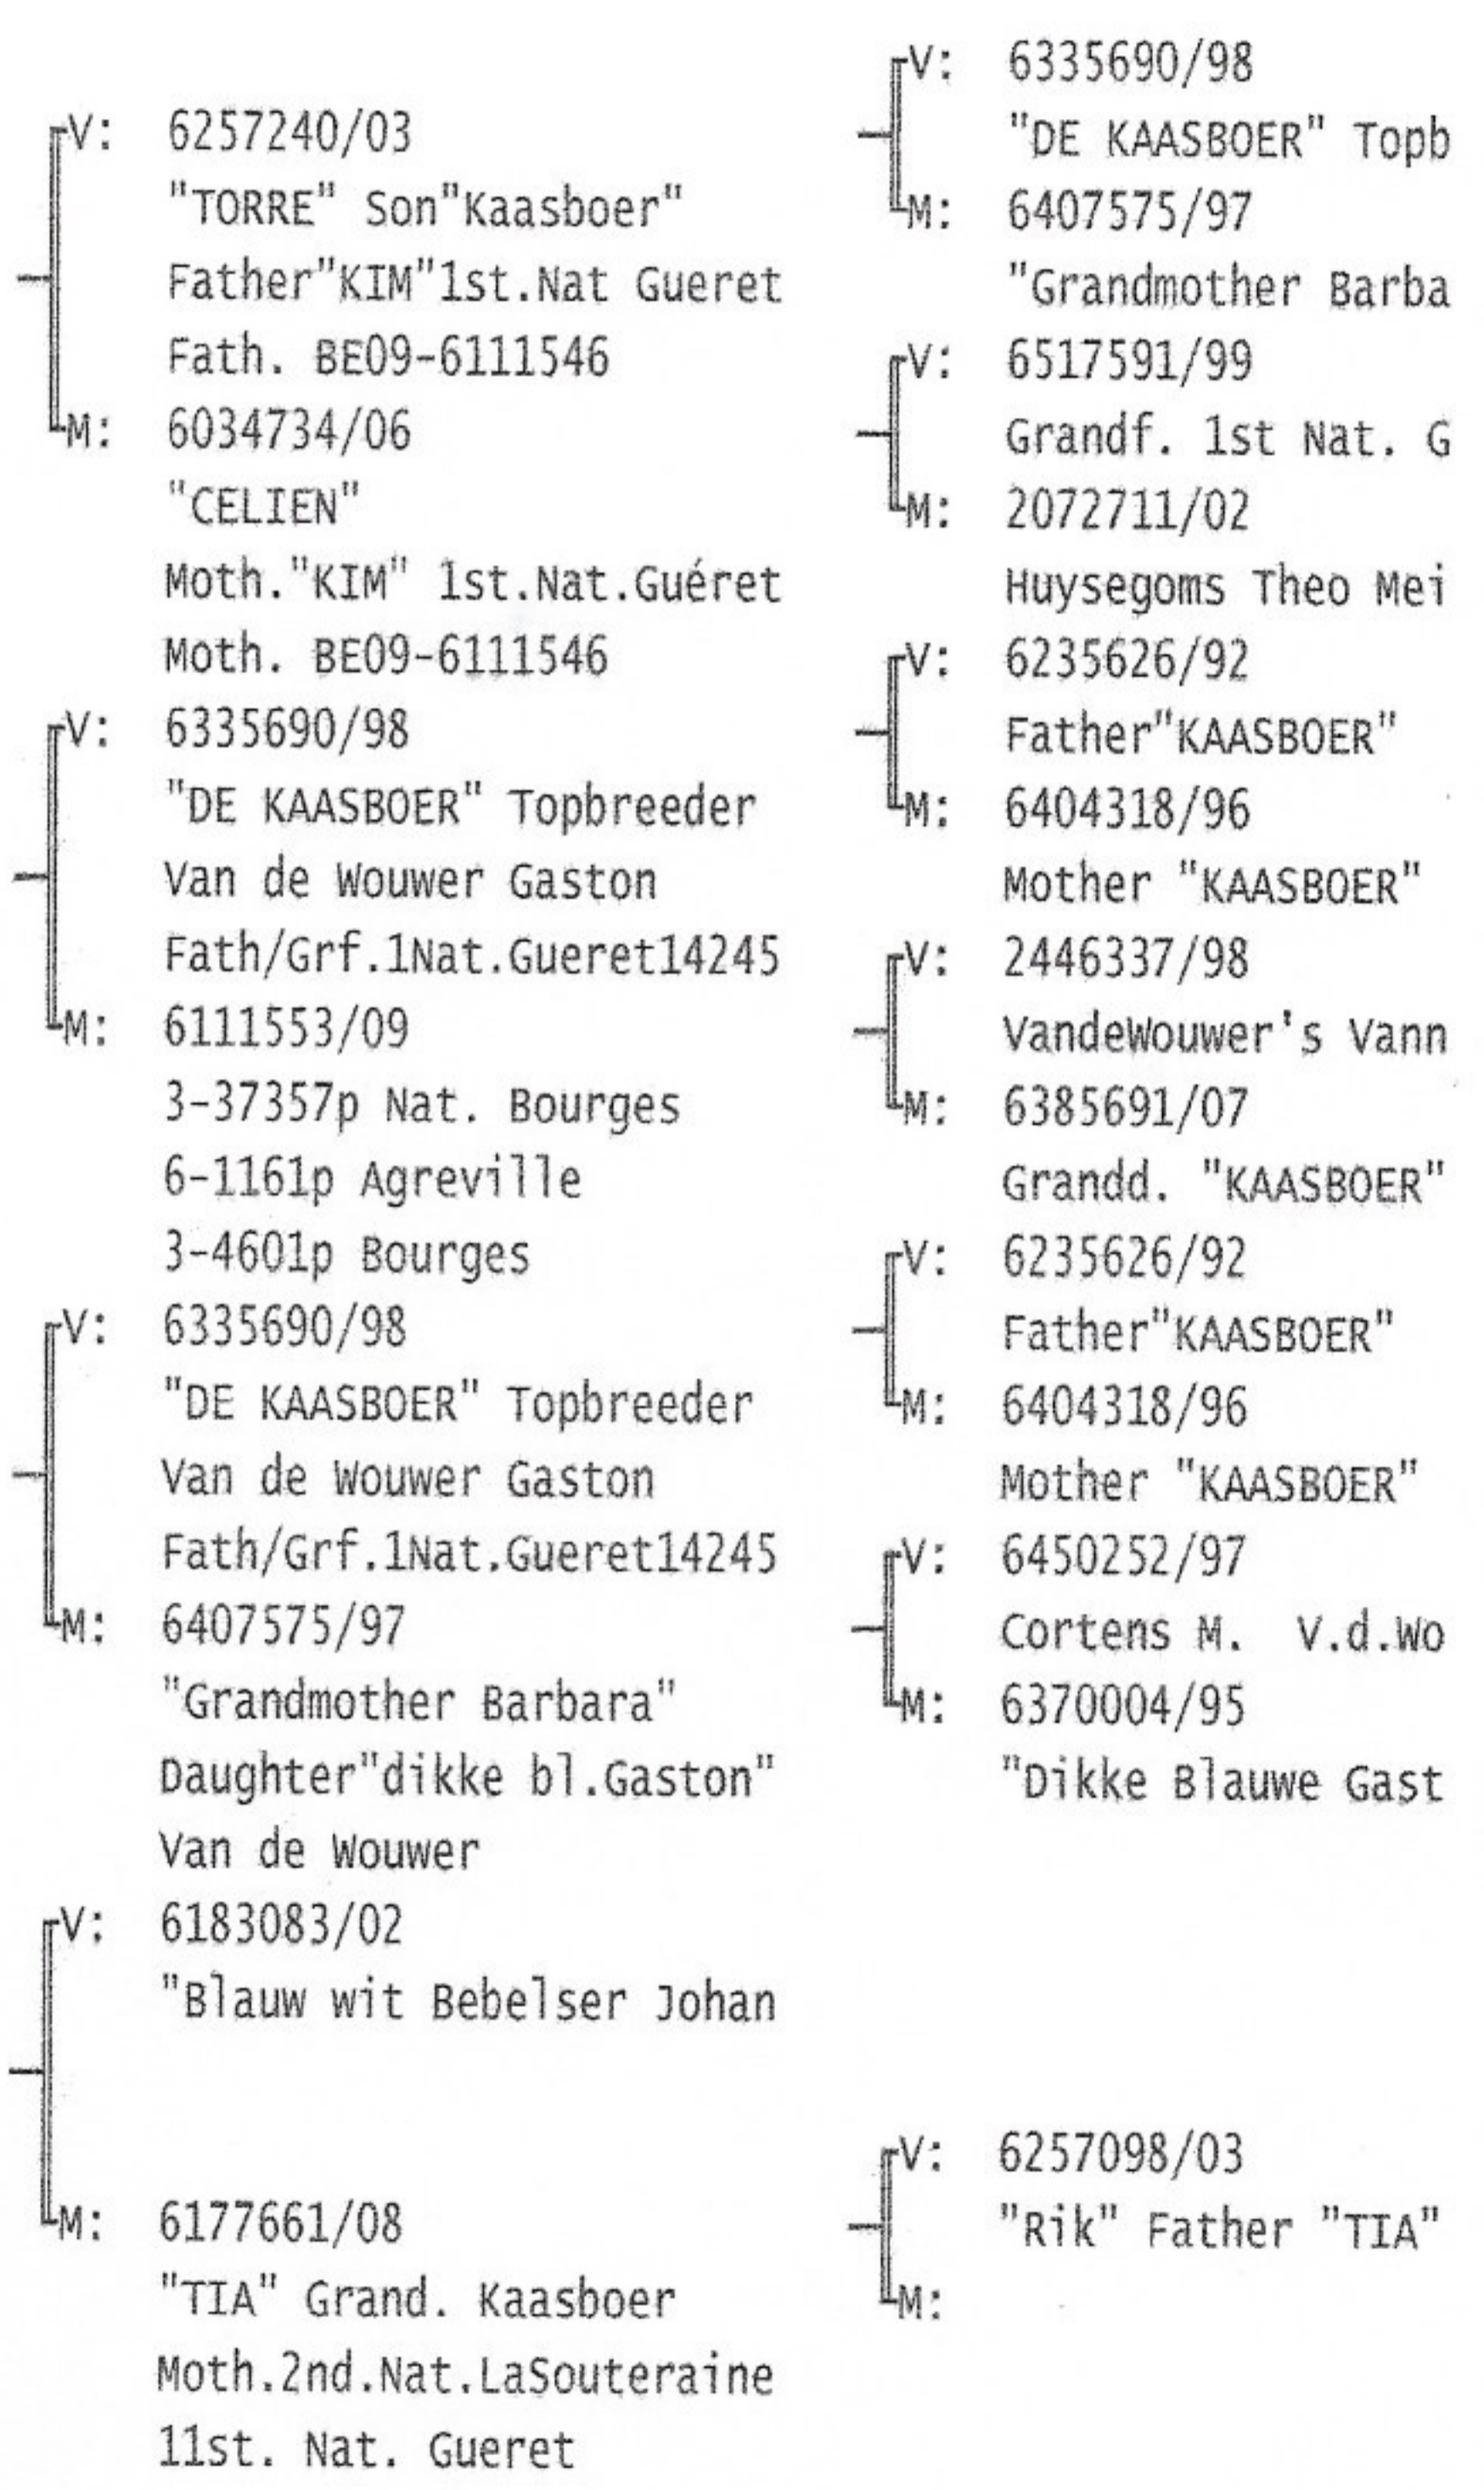 V: 6257240/03
"TORRE" Son"Kaasboer"
Father"KIM"1st.Nat Gueret
Fath. BE09-6111546
M: 6034734/06
"CELIEN"
Moth."KIM" 1st.Nat.Guéret
Moth. BE09-6111546
V: 6335690/98
"DE KAASBOER" Topbreeder
Van de Wouwer Gaston
Fath/Grf.1Nat.Gueret14245
M: 6111553/09
3-37357p Nat. Bourges
6-1161p Agreville
3-4601p Bourges
V: 6335690/98
"DE KAASBOER" Topbreeder
Van de Wouwer Gaston
Fath/Grf.1Nat.Gueret14245
M: 6407575/97
"Grandmother Barbara"
Daughter"dikke bl.Gaston"
Van de Wouwer
V: 6183083/02
"Blauw wit Bebelser Johan
M: 6177661/08
"TIA" Grand. Kaasboer
Moth.2nd.Nat.LaSouteraine
11st. Nat. Gueret
V: 6335690/98
"DE KAASBOER" Topb
M: 6407575/97
"Grandmother Barba
V: 6517591/99
Grandf. 1st Nat. G
M: 2072711/02
Huysegoms Theo Mei
V: 6235626/92
Father"KAASBOER"
M: 6404318/96
Mother "KAASBOER"
V: 2446337/98
VandeWouwer's Vann
M: 6385691/07
Grandd. "KAASBOER"
V: 6235626/92
Father"KAASBOER"
M: 6404318/96
Mother "KAASBOER"
V: 6450252/97
Cortens M.  V.d.Wo
M: 6370004/95
"Dikke Blauwe Gast
V: 6257098/03
"Rik" Father "TIA"
M: